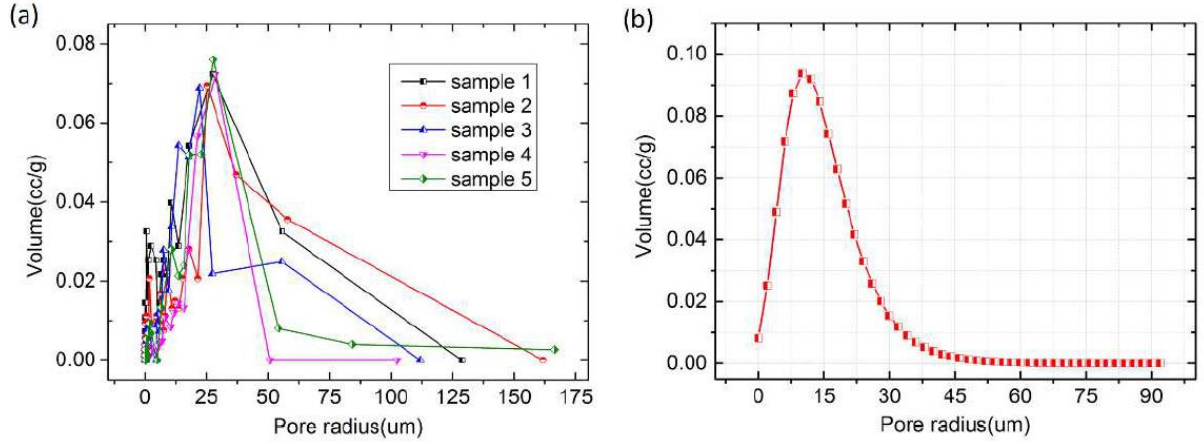 (a)
Volume(cc/g)
0.08
0.06
0.04
0.02
0.00
sample 1
sample 2
sample 3
sample 4
sample 5
0 25 50 75 100 125 150 175
Pore radius(um)
(b)
Volume(cc/g)
0.10
0.08
0.06
0.04
0.02
0.00
0 15 30 45 60 75 90
Pore radius(um)